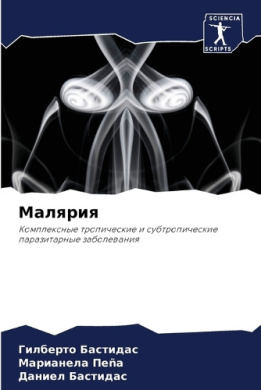 SCIENCIA
SCRIPTS
Малярия
Комплексные тропические и субтропические
паразитарные заболевания
Гилберто Бастидас
Марианела Пеñа
Даниел Бастидас